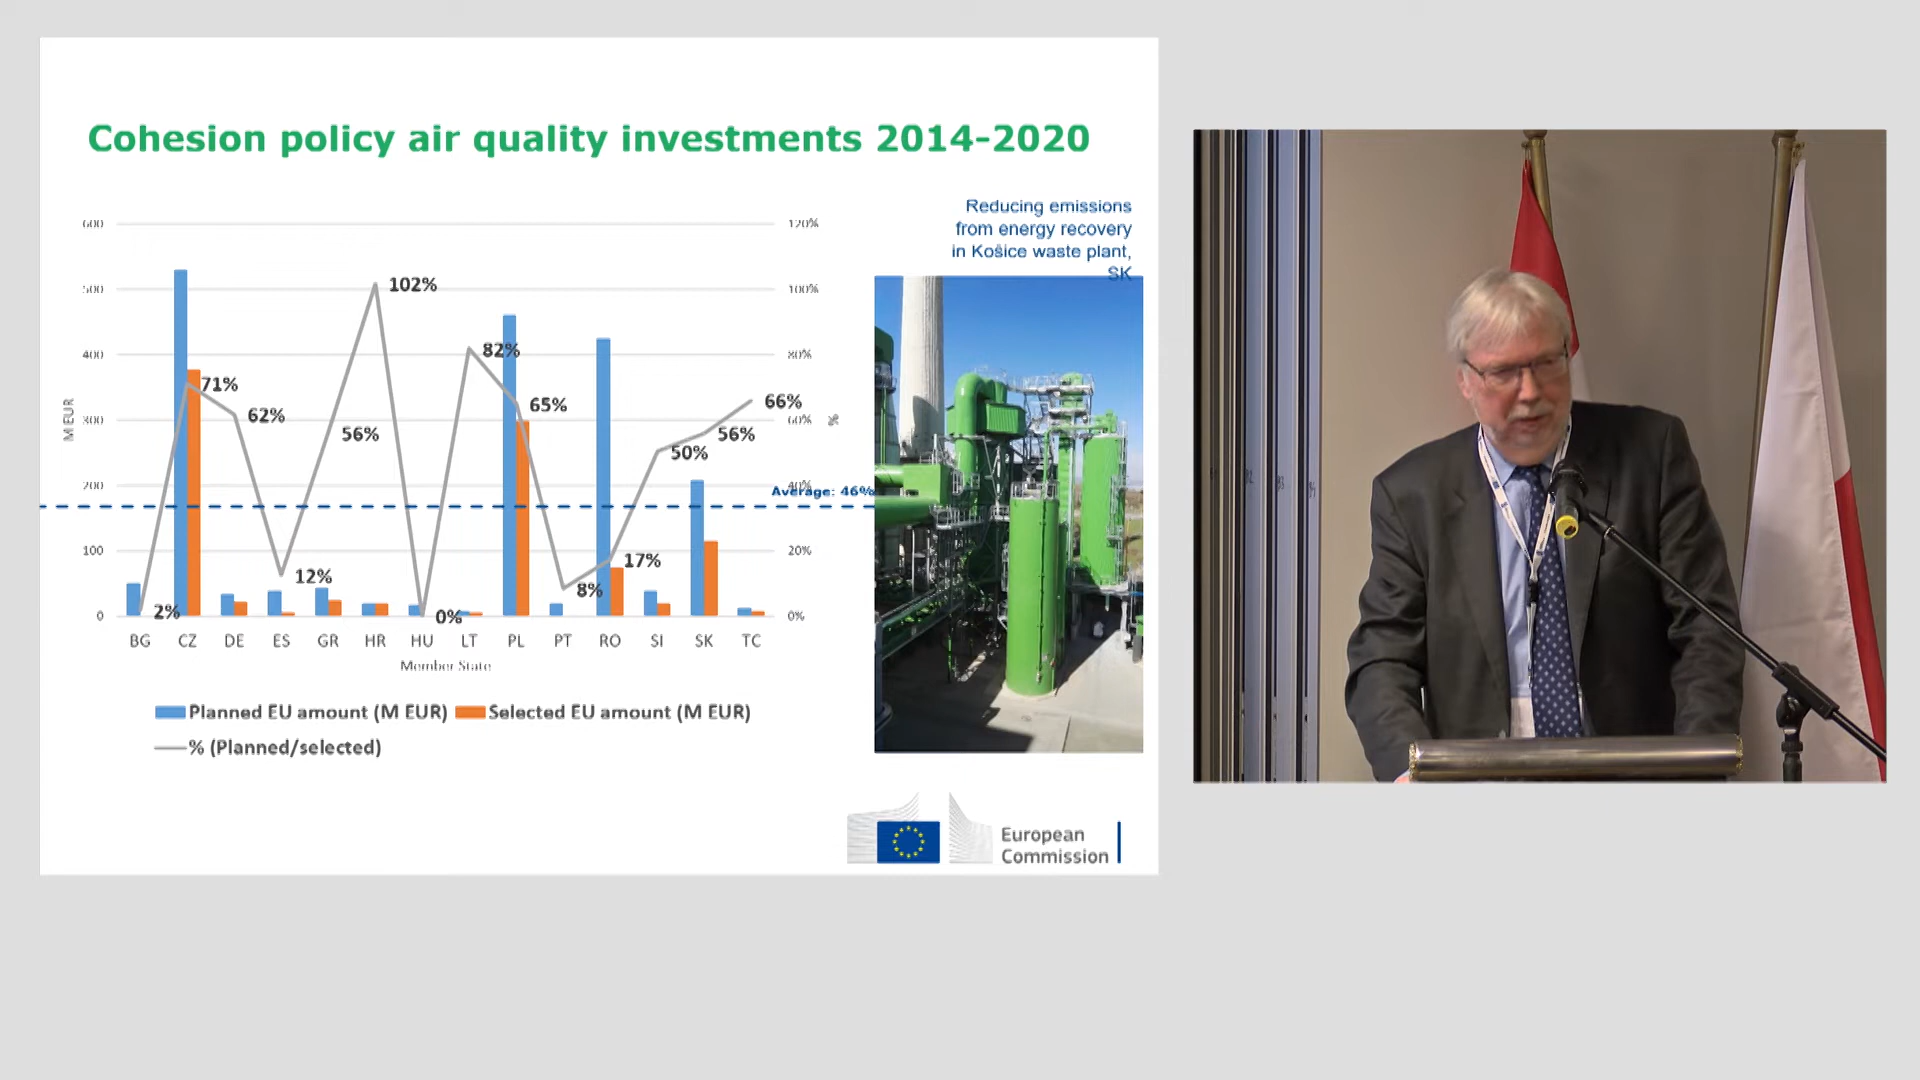 Cohesion policy air quality investments 2014-2020
Reducing emissions
from energy recovery
in Košice waste plant,
SK
600
500
400
300
200
100
0
M EUR
120%
100%
80%
60%
40%
20%
0%
%
2%
71%
62%
12%
56%
102%
0%
82%
65%
8%
17%
50%
56%
66%
Average: 46%
BG CZ DE ES GR HR HU LT PL PT RO SI SK TC
Member State
Planned EU amount (M EUR) Selected EU amount (M EUR)
% (Planned/selected)
European
Commission